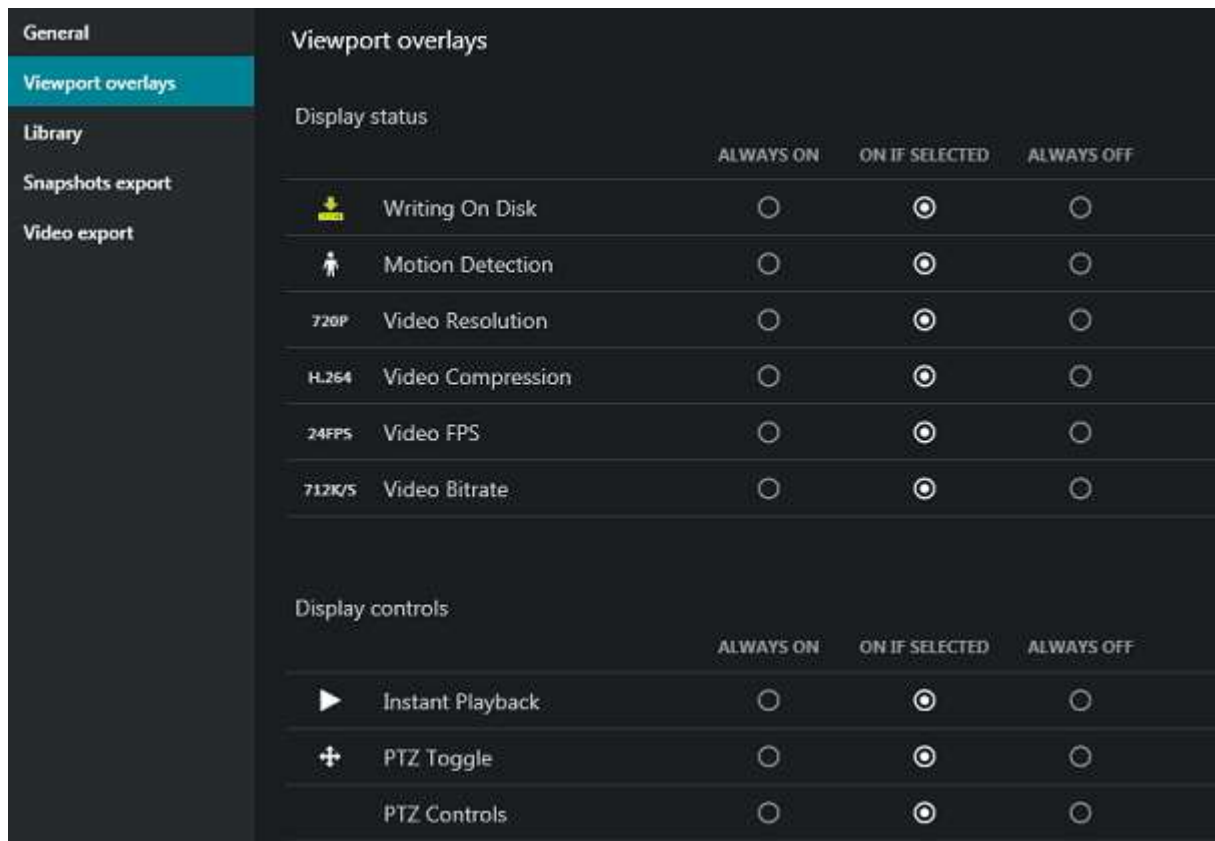 General
Viewport overlays
Library
Snapshots export
Video export
Viewport overlays
Display status
ALWAYS ON ON IF SELECTED ALWAYS OFF
Writing On Disk
Motion Detection
720P Video Resolution
H.264 Video Compression
24FPS Video FPS
712K/S Video Bitrate
Display controls
ALWAYS ON ON IF SELECTED ALWAYS OFF
Instant Playback
PTZ Toggle
PTZ Controls